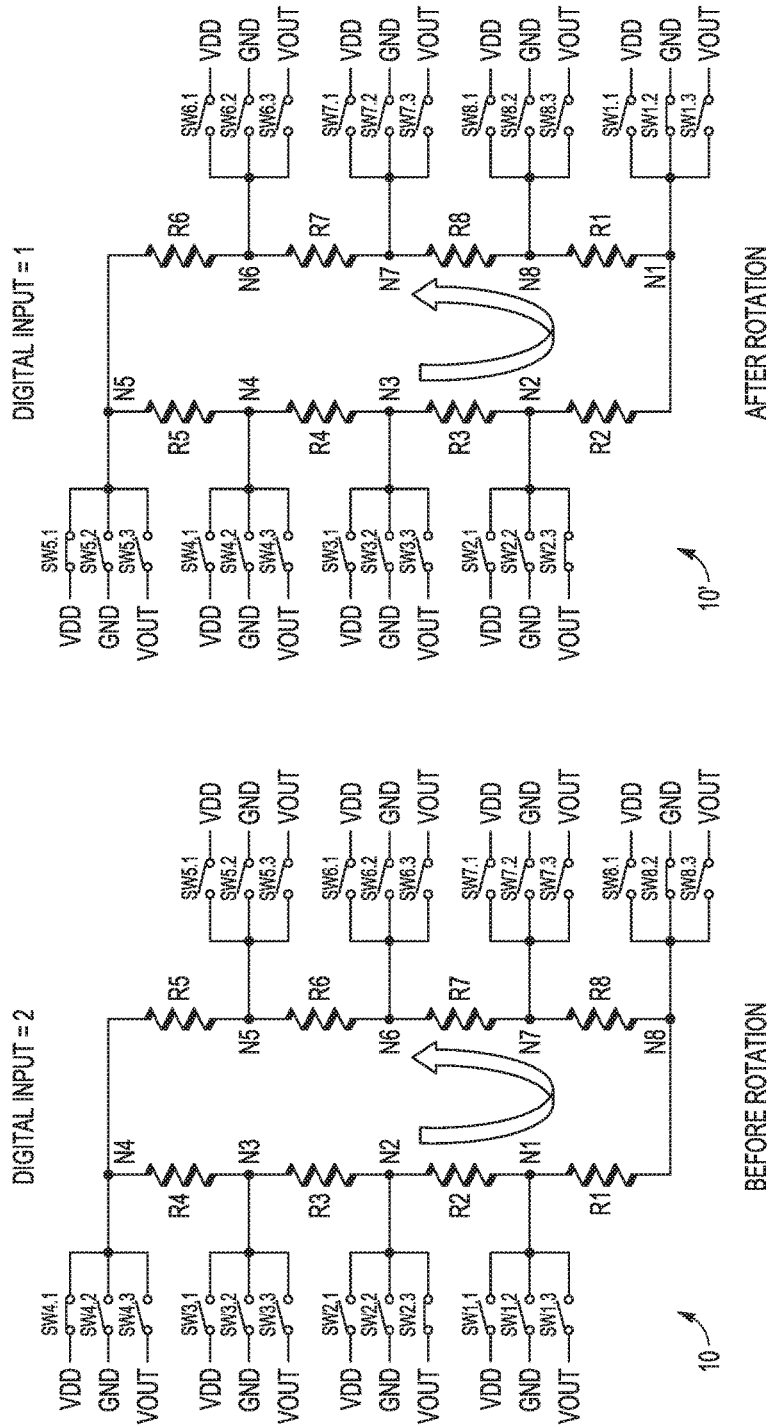 DIGITAL INPUT = 2
VDD SW4.1
GND SW4.2
VOUT SW4.3
N4
R4
R5
SW5.1 VDD
SW5.2 GND
SW5.3 VOUT
VDD SW3.1
GND SW3.2
VOUT SW3.3
N3
N5
R3
R6
SW6.1 VDD
SW6.2 GND
SW6.3 VOUT
VDD SW2.1
GND SW2.2
VOUT SW2.3
N2
N6
R2
R7
SW7.1 VDD
SW7.2 GND
SW7.3 VOUT
VDD SW1.1
GND SW1.2
VOUT SW1.3
N1
N7
R1
R8
SW8.1 VDD
SW8.2 GND
SW8.3 VOUT
N8
10
BEFORE ROTATION
DIGITAL INPUT = 1
VDD SW5.1
GND SW5.2
VOUT SW5.3
N5
R5
R6
SW6.1 VDD
SW6.2 GND
SW6.3 VOUT
VDD SW4.1
GND SW4.2
VOUT SW4.3
N4
N6
R4
R7
SW7.1 VDD
SW7.2 GND
SW7.3 VOUT
VDD SW3.1
GND SW3.2
VOUT SW3.3
N3
N7
R3
R8
SW8.1 VDD
SW8.2 GND
SW8.3 VOUT
VDD SW2.1
GND SW2.2
VOUT SW2.3
N2
N8
R2
R1
SW1.1 VDD
SW1.2 GND
SW1.3 VOUT
N1
10'
AFTER ROTATION